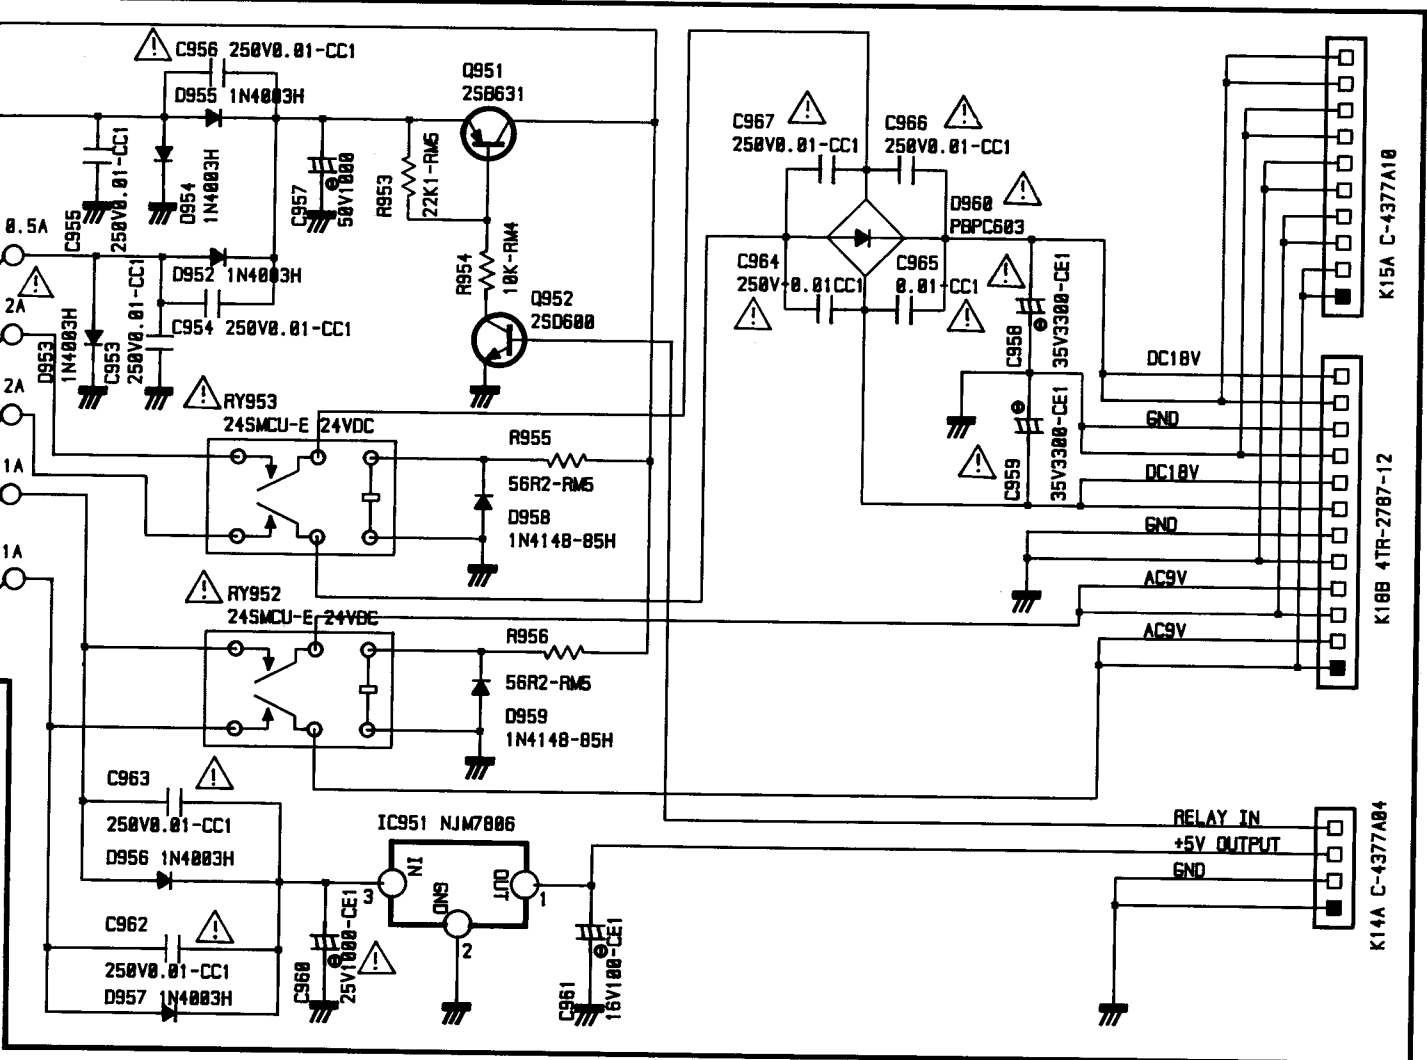 C956 250V0.01-CC1
D955 1N4003H
C955
250V0.01-CC1
D954
1N4003H
C957
50V1000
R953
22K1-RM5
Q951
2SB631
R954
10K-RM4
Q952
2SD600
0.5A
2A
2A
1A
1A
D952 1N4003H
C954 250V0.01-CC1
D953
1N4003H
C953
250V0.01-CC1
C967
250V0.01-CC1
C966
250V0.01-CC1
D960
PBPC603
C964
250V-0.01CC1
C965
0.01-CC1
C958
35V3300-CE1
C959
35V3300-CE1
K15A C-4377A10
DC18V
GND
DC18V
GND
AC9V
AC9V
K18B 4TR-2787-12
RY953
24SMCU-E 24VDC
R955
56R2-RM5
D958
1N4148-85H
RY952
24SMCU-E 24VDC
R956
56R2-RM5
D959
1N4148-85H
C963
250V0.01-CC1
D956 1N4003H
C962
250V0.01-CC1
D957 1N4003H
C960
25V1000-CE1
IC951 NJM7806
IN
GND
OUT
3
2
1
C961
16V100-CE1
RELAY IN
+5V OUTPUT
GND
K14A C-4377A04